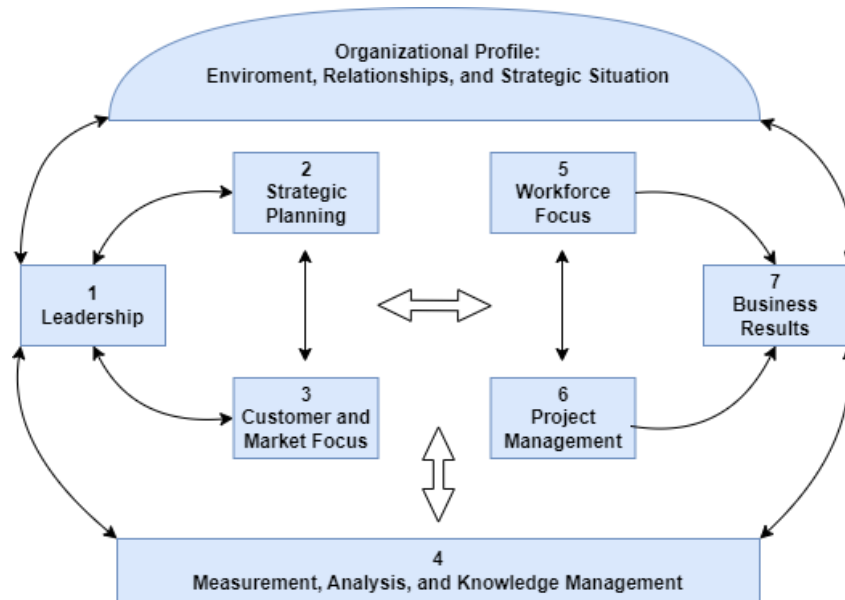 Organizational Profile:
Enviroment, Relationships, and Strategic Situation
2
Strategic
Planning
5
Workforce
Focus
1
Leadership
7
Business
Results
3
Customer and
Market Focus
6
Project
Management
4
Measurement, Analysis, and Knowledge Management